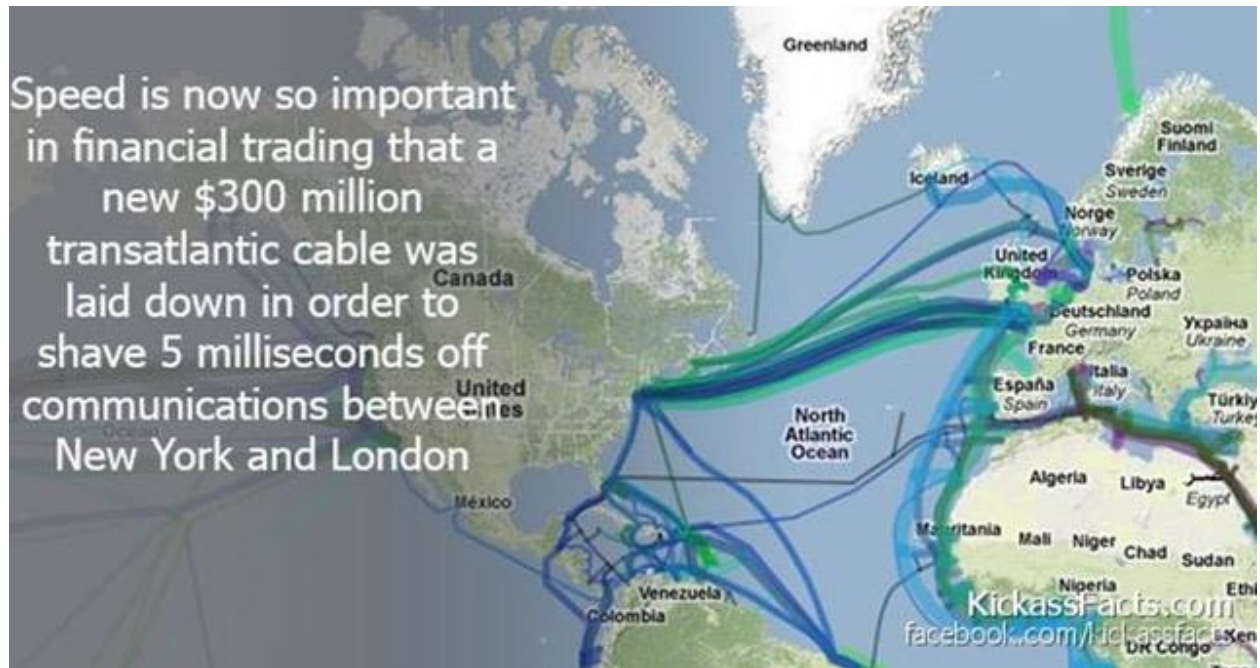 Speed is now so important
in financial trading that a
new $300 million
transatlantic cable was
laid down in order to
shave 5 milliseconds off
communications between
New York and London
Greenland
Suomi
Finland
Iceland
Sverige
Sweden
Norge
Norway
United
Kingdom
Canada
Polska
Poland
Deutschland
Germany
Україна
Ukraine
France
Italia
Italy
United
España
Spain
North
Atlantic
Ocean
Algeria
Libya
Egypt
México
Mauritania
Mali
Niger
Chad
Sudan
Venezuela
Colombia
DR Congo
KickassFacts.com
facebook.com/kickassfacts